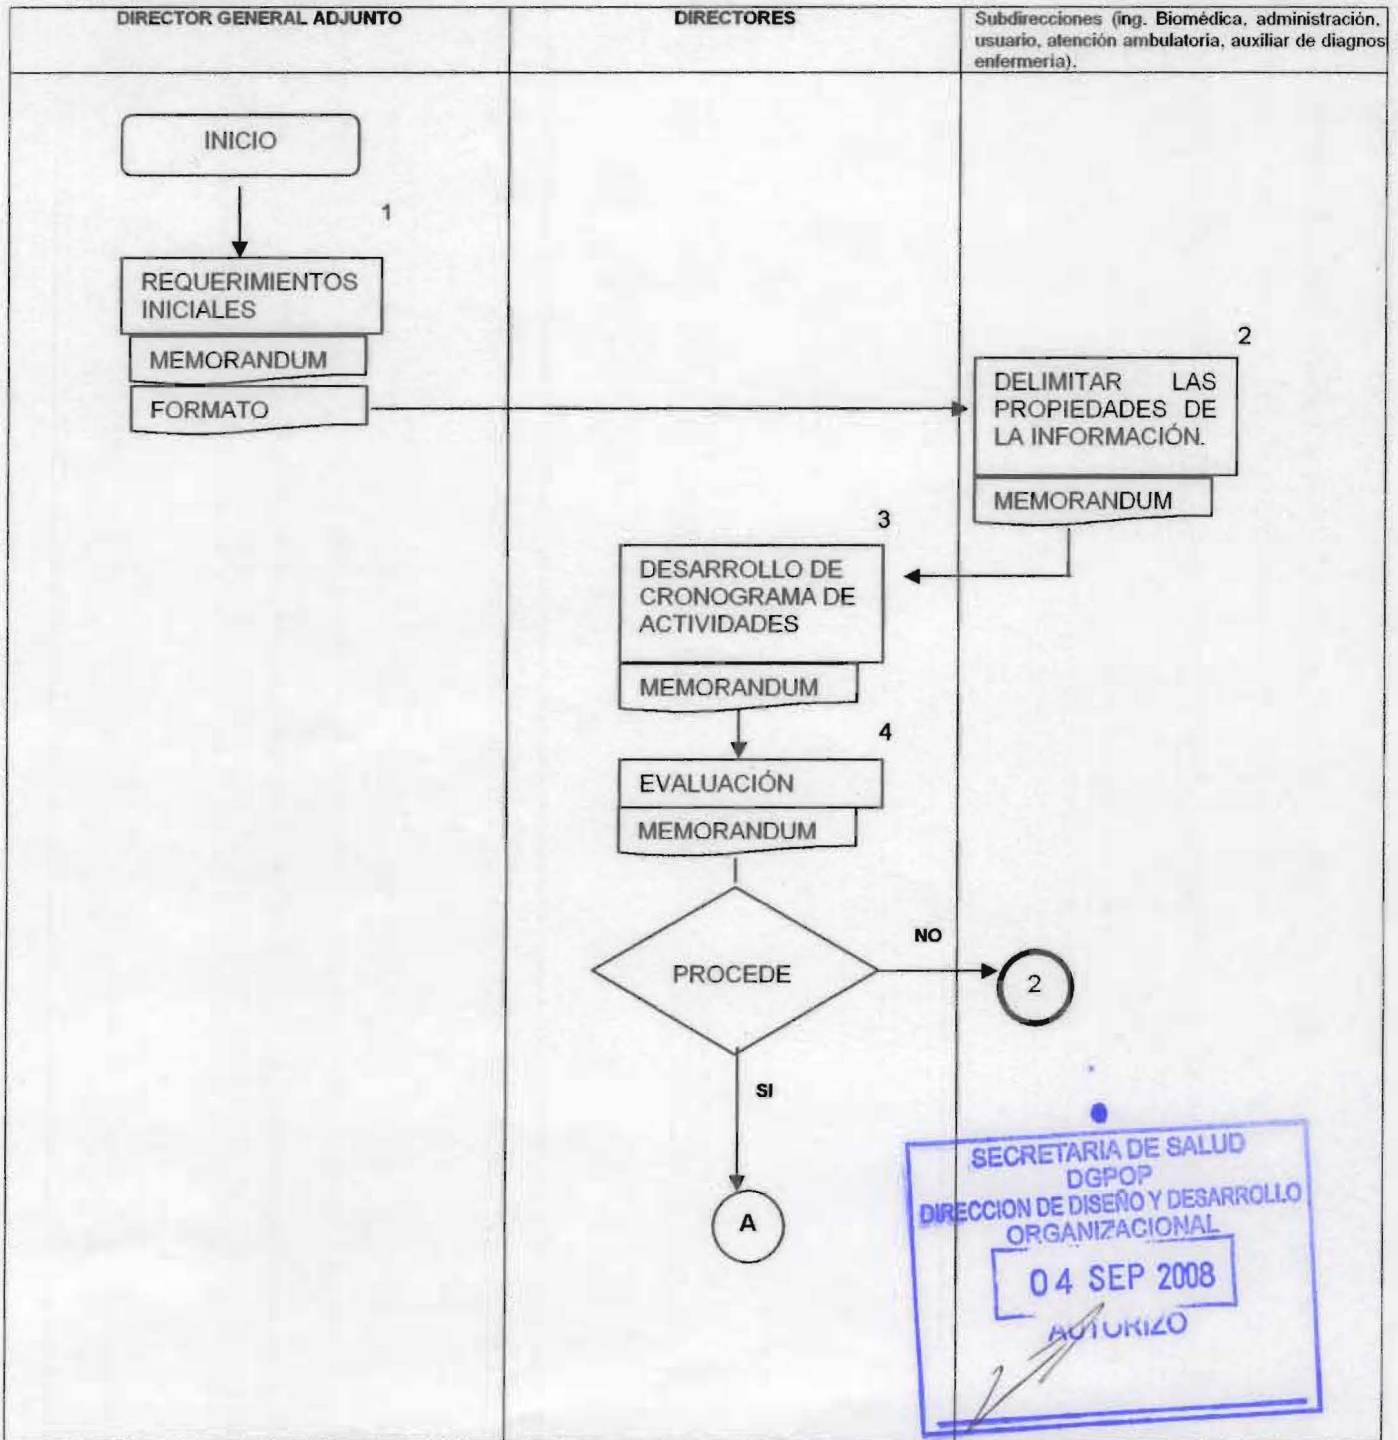 DIRECTOR GENERAL ADJUNTO
DIRECTORES
Subdirecciones (ing. Biomédica, administración,
usuario, atención ambulatoria, auxiliar de diagnos
enfermería).
INICIO
1
REQUERIMIENTOS
INICIALES
MEMORANDUM
FORMATO
2
DELIMITAR LAS
PROPIEDADES DE
LA INFORMACIÓN.
MEMORANDUM
3
DESARROLLO DE
CRONOGRAMA DE
ACTIVIDADES
MEMORANDUM
4
EVALUACIÓN
MEMORANDUM
PROCEDE
NO
2
SI
A
SECRETARIA DE SALUD
DGPOP
DIRECCION DE DISEÑO Y DESARROLLO
ORGANIZACIONAL
04 SEP 2008
AUTORIZO